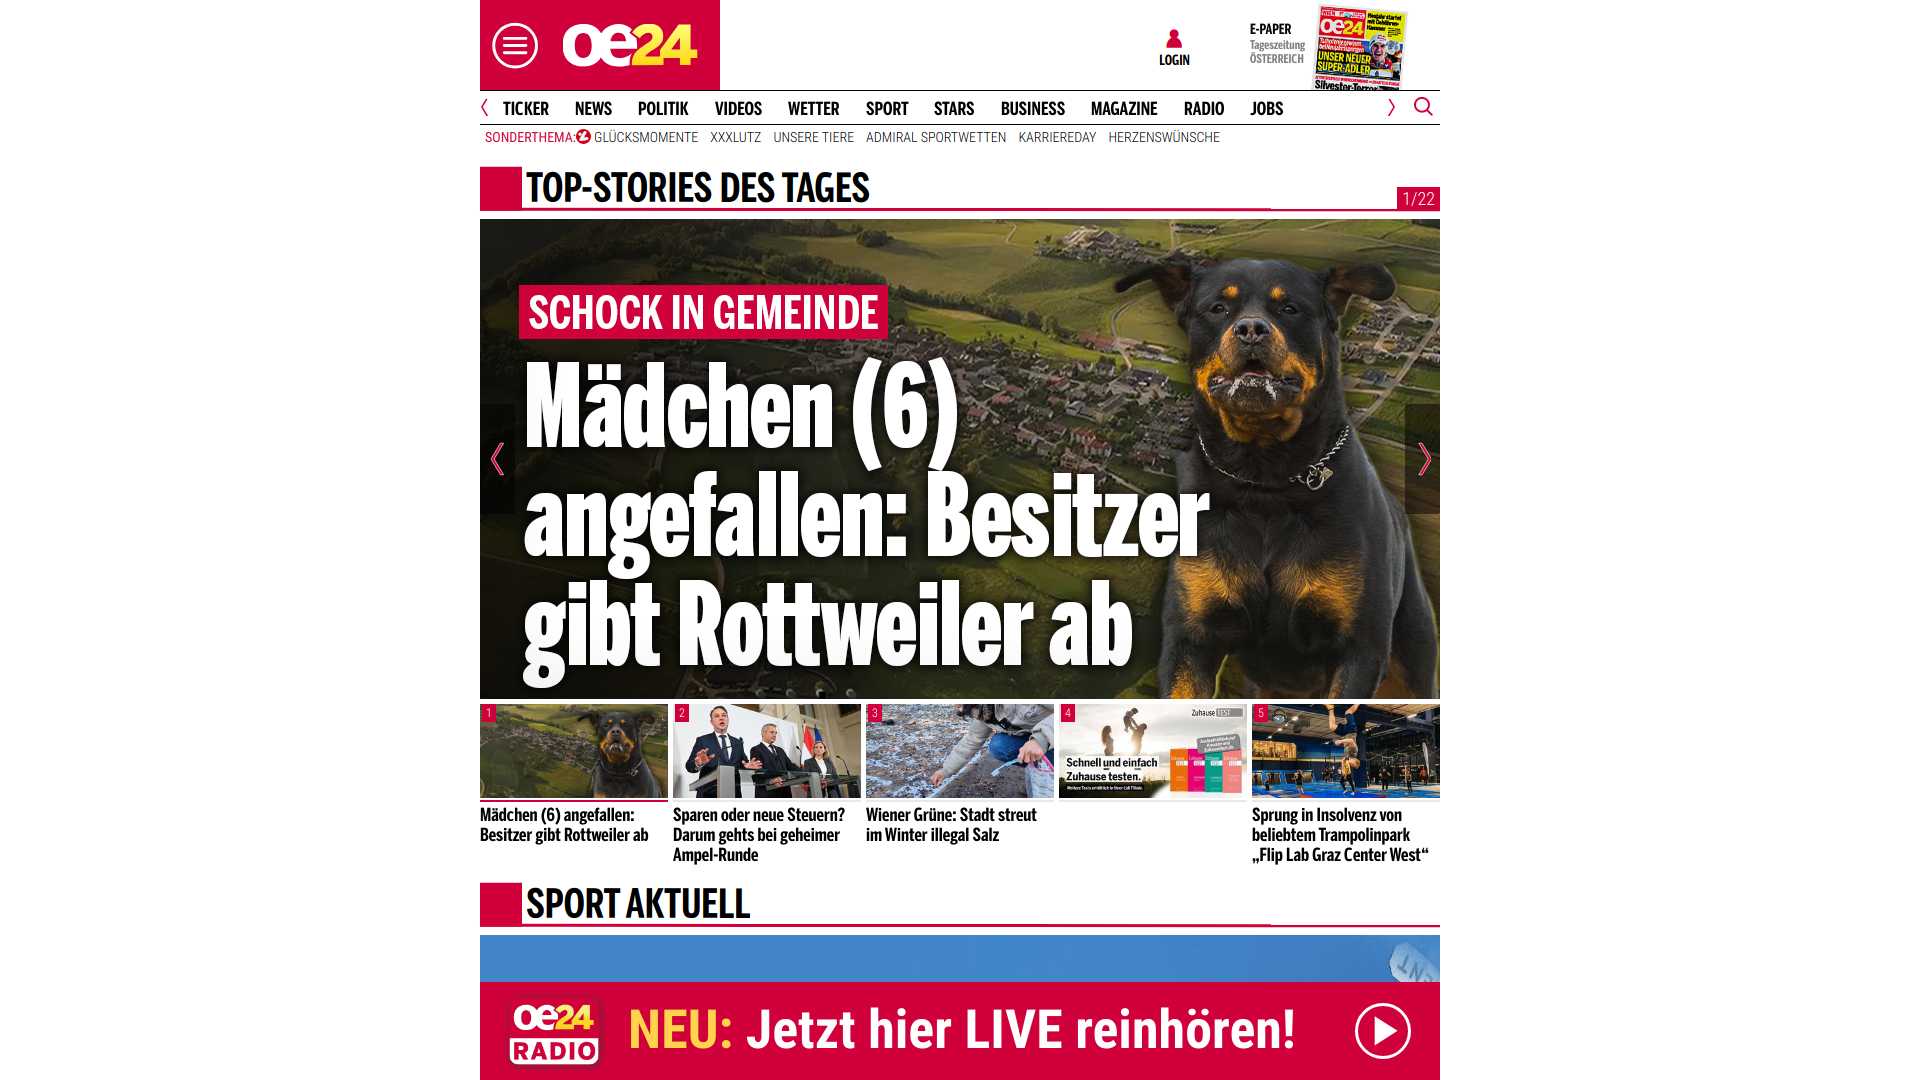 oe24
LOGIN
E-PAPER
Tageszeitung
ÖSTERREICH
oe24
UNSER NEUER
SUPER-ADLER
TICKER NEWS POLITIK VIDEOS WETTER SPORT STARS BUSINESS MAGAZINE RADIO JOBS
SONDERTHEMA: GLÜCKSMOMENTE XXXLUTZ UNSERE TIERE ADMIRAL SPORTWETTEN KARRIEREDAY HERZENSWÜNSCHE
TOP-STORIES DES TAGES
1/22
SCHOCK IN GEMEINDE
Mädchen (6)
angefallen: Besitzer
gibt Rottweiler ab
1
2
3
4
5
Zuhause TEST
Schnell und einfach
Zuhause testen.
Mädchen (6) angefallen:
Besitzer gibt Rottweiler ab
Sparen oder neue Steuern?
Darum gehts bei geheimer
Ampel-Runde
Wiener Grüne: Stadt streut
im Winter illegal Salz
Sprung in Insolvenz von
beliebtem Trampolinpark
„Flip Lab Graz Center West“
SPORT AKTUELL
oe24
RADIO
NEU: Jetzt hier LIVE reinhören!